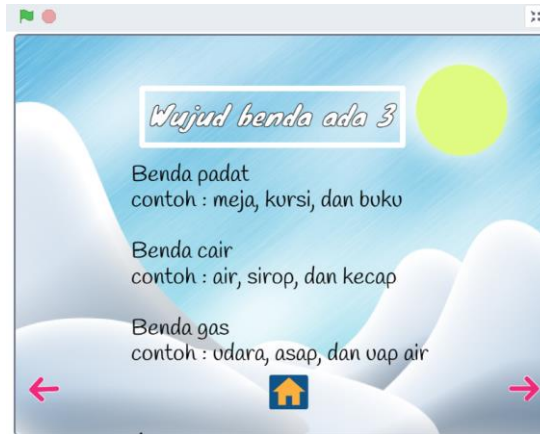 Wujud benda ada 3
Benda padat
contoh : meja, kursi, dan buku
Benda cair
contoh : air, sirop, dan kecap
Benda gas
contoh : udara, asap, dan uap air